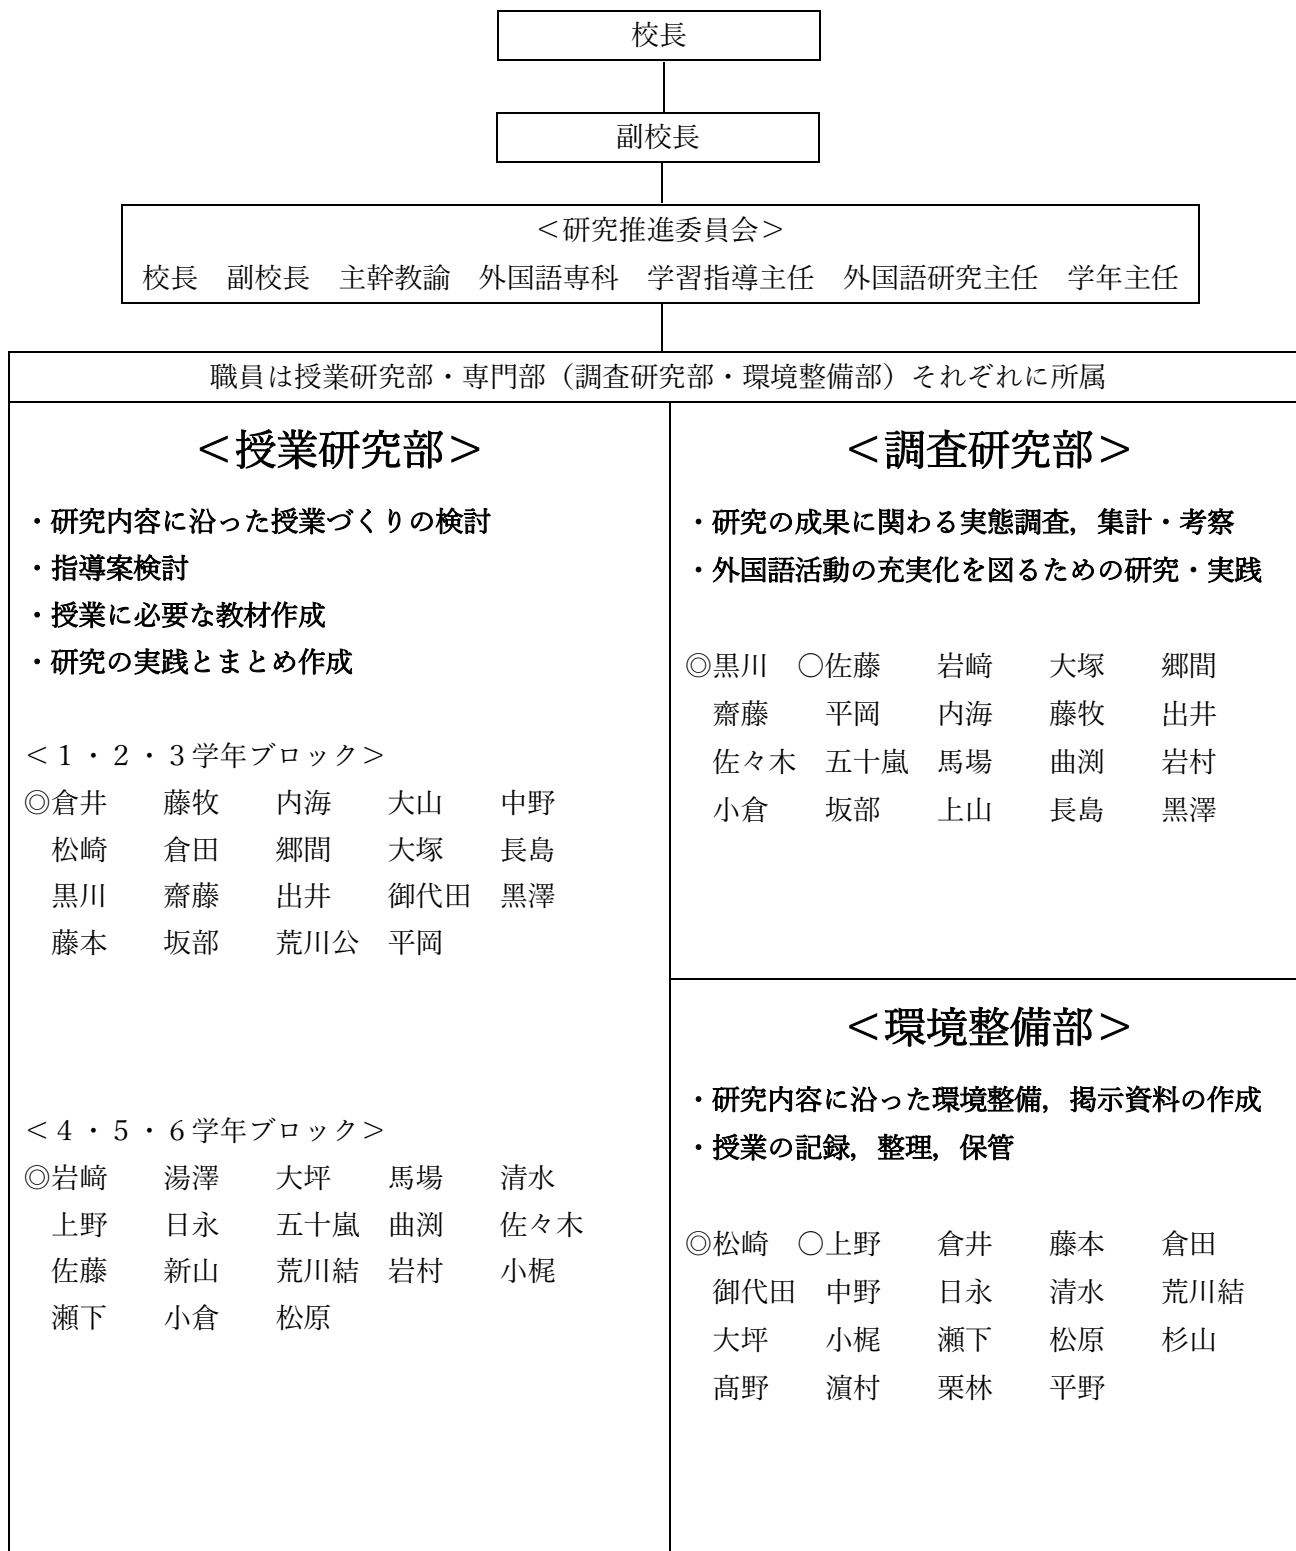 校長
副校長
＜研究推進委員会＞
校長　副校長　主幹教諭　外国語専科　学習指導主任　外国語研究主任　学年主任
職員は授業研究部・専門部（調査研究部・環境整備部）それぞれに所属
＜授業研究部＞
・研究内容に沿った授業づくりの検討
・指導案検討
・授業に必要な教材作成
・研究の実践とまとめ作成
＜１・２・３学年ブロック＞
◎倉井　　藤牧　　内海　　大山　　中野
　松崎　　倉田　　郷間　　大塚　　長島
　黒川　　齋藤　　出井　　御代田　黒澤
　藤本　　坂部　　荒川公　平岡
＜４・５・６学年ブロック＞
◎岩﨑　　湯澤　　大坪　　馬場　　清水
　上野　　日永　　五十嵐　曲渕　　佐々木
　佐藤　　新山　　荒川結　岩村　　小梶
　瀬下　　小倉　　松原
＜調査研究部＞
・研究の成果に関わる実態調査，集計・考察
・外国語活動の充実化を図るための研究・実践
◎黒川　〇佐藤　　岩﨑　　大塚　　郷間
　齋藤　　平岡　　内海　　藤牧　　出井
　佐々木　五十嵐　馬場　　曲渕　　岩村
　小倉　　坂部　　上山　　長島　　黒澤
＜環境整備部＞
・研究内容に沿った環境整備，掲示資料の作成
・授業の記録，整理，保管
◎松崎　〇上野　　倉井　　藤本　　倉田
　御代田　中野　　日永　　清水　　荒川結
　大坪　　小梶　　瀬下　　松原　　杉山
　髙野　　濵村　　栗林　　平野